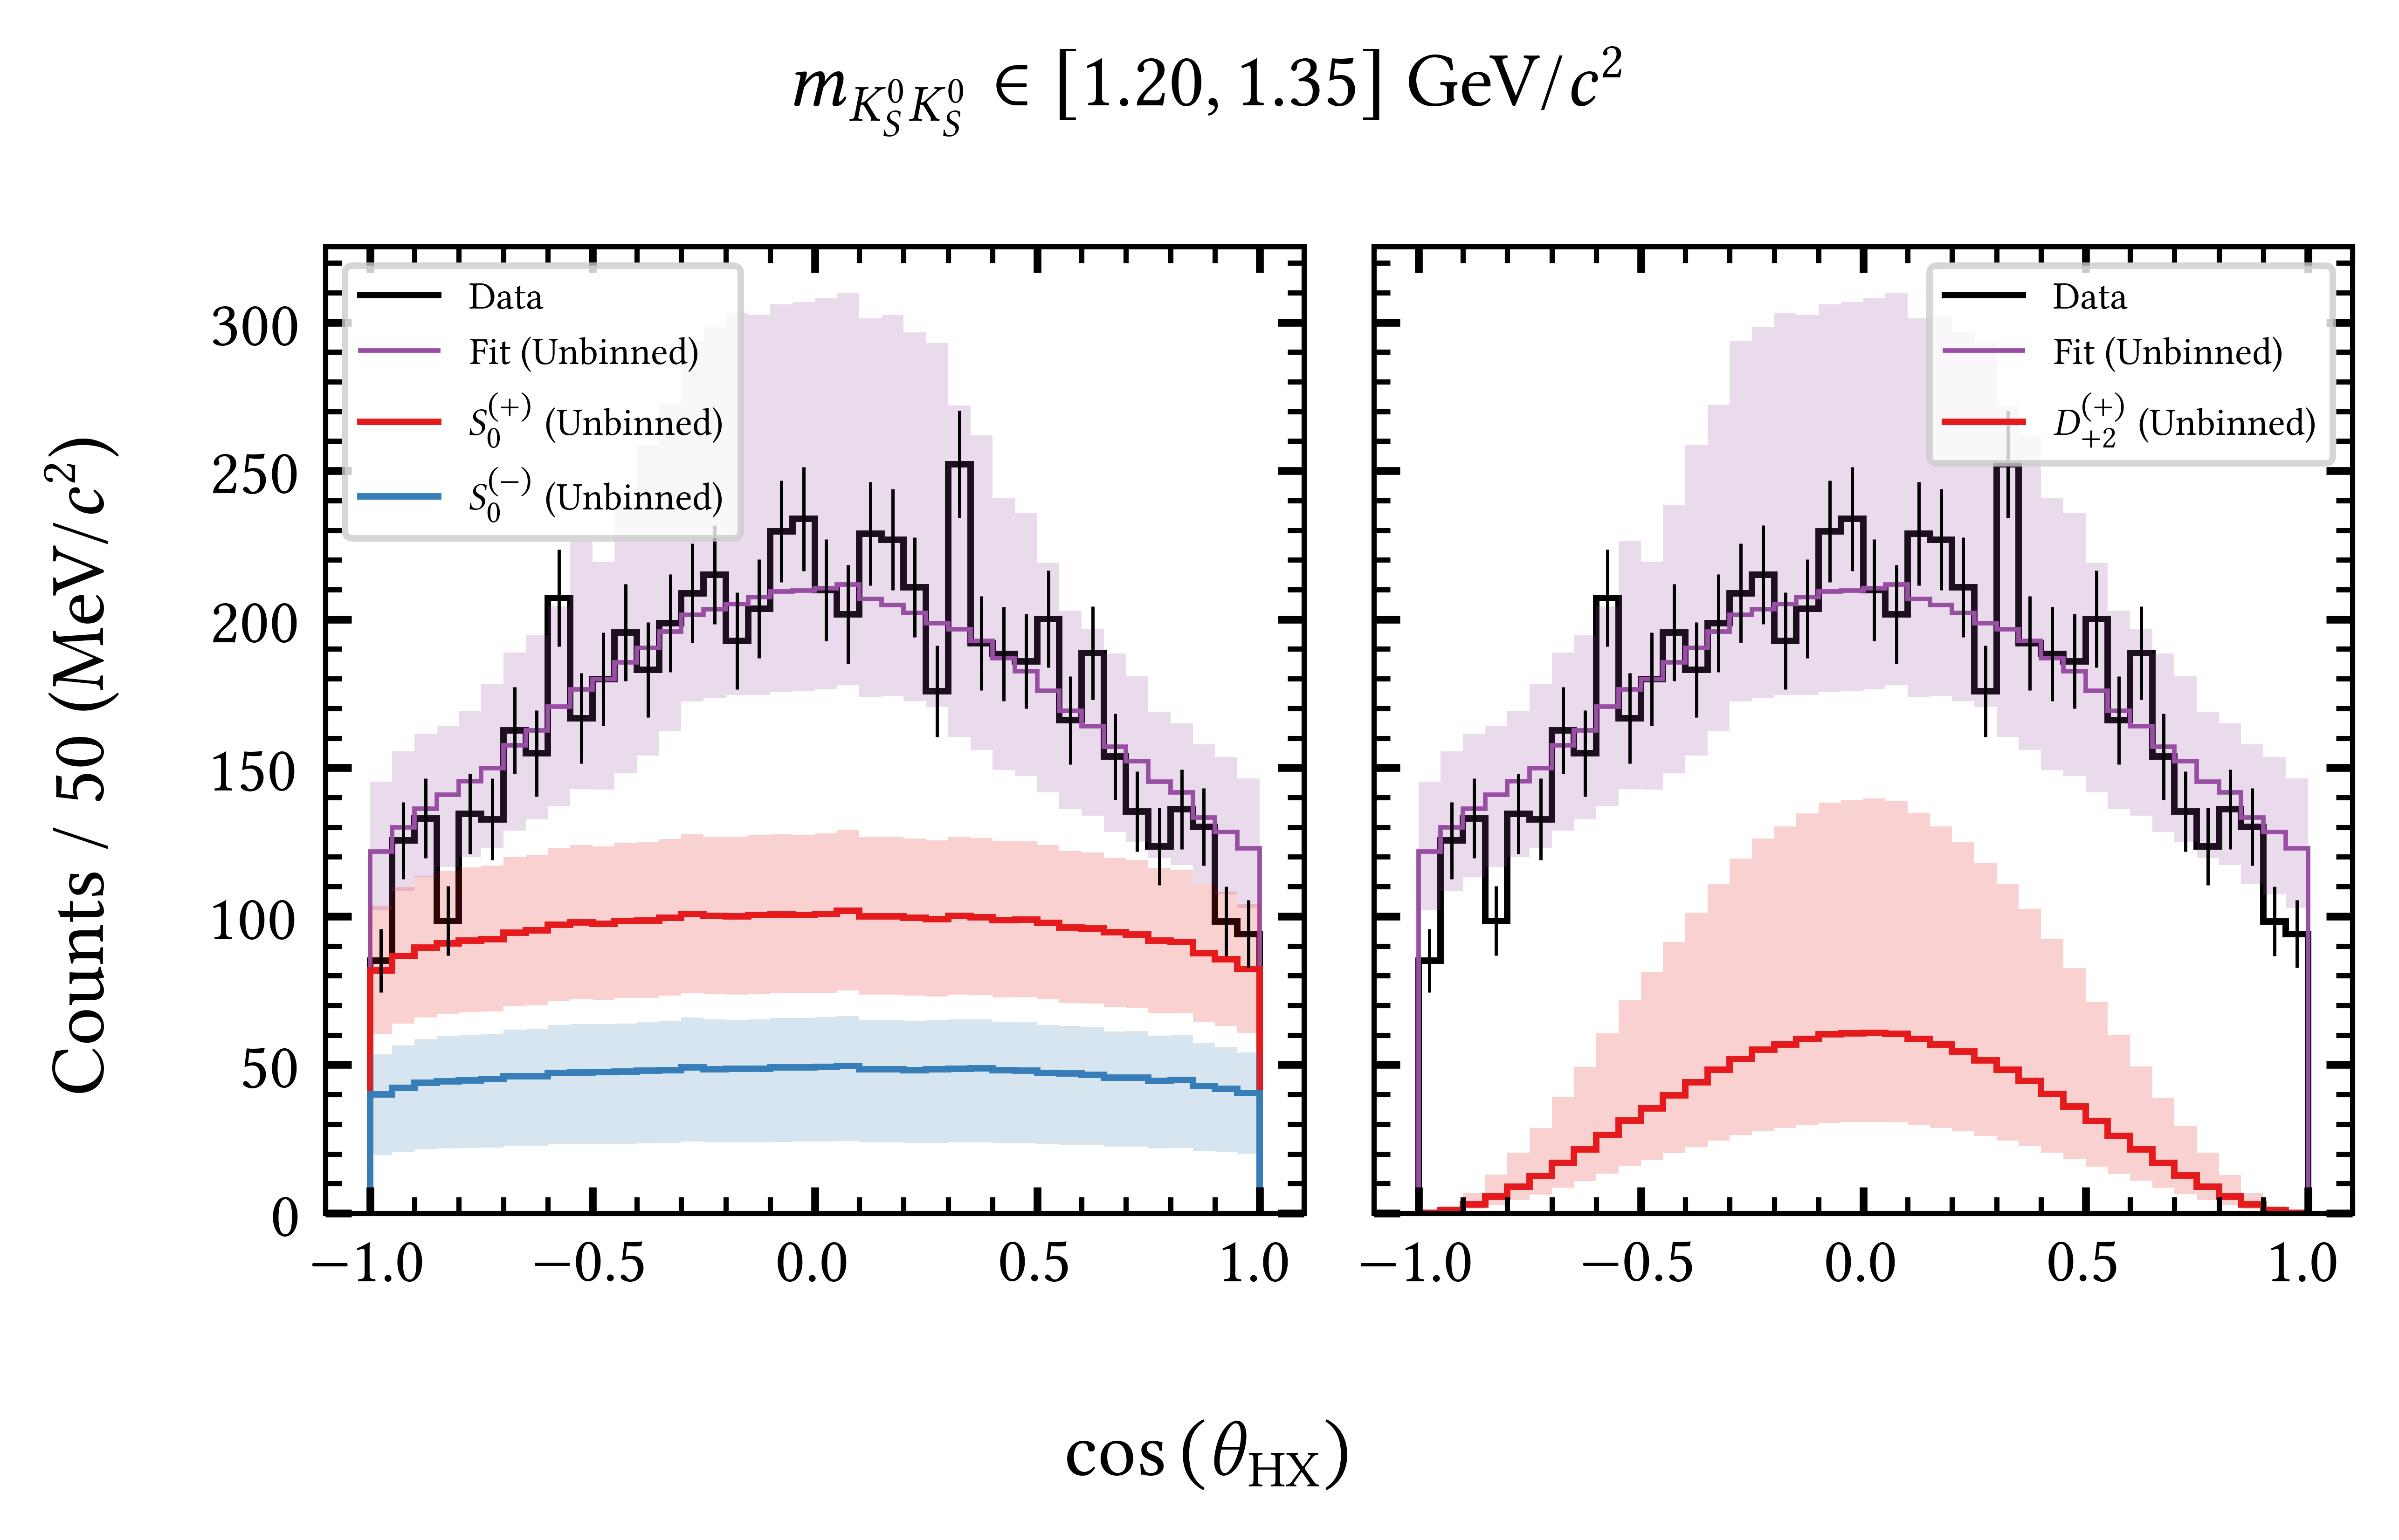 m_{K_S^0 K_S^0} ∈ [1.20, 1.35] GeV/c²
Counts / 50 (MeV/c²)
300
250
200
150
100
50
0
Data
Fit (Unbinned)
S_0^{(+)} (Unbinned)
S_0^{(−)} (Unbinned)
−1.0 −0.5 0.0 0.5 1.0
Data
Fit (Unbinned)
D_{+2}^{(+)} (Unbinned)
−1.0 −0.5 0.0 0.5 1.0
cos (θ_{HX})